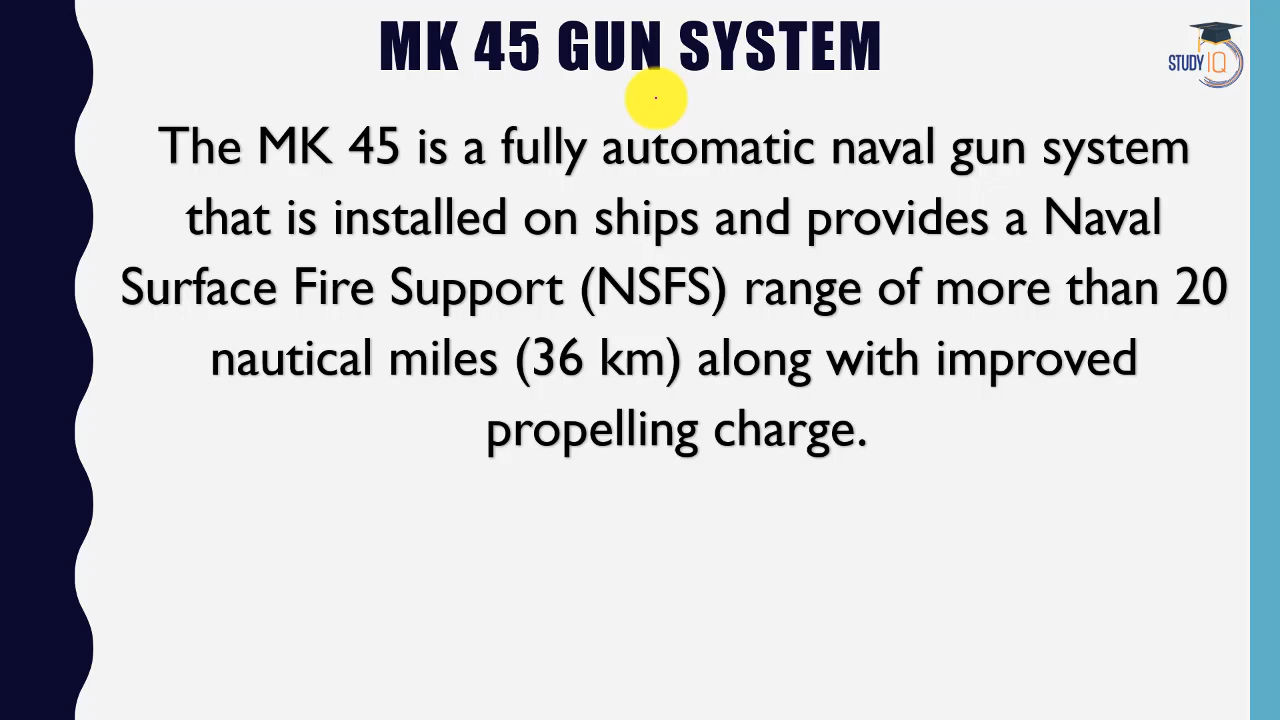 MK 45 GUN SYSTEM
STUDY IQ
The MK 45 is a fully automatic naval gun system
that is installed on ships and provides a Naval
Surface Fire Support (NSFS) range of more than 20
nautical miles (36 km) along with improved
propelling charge.